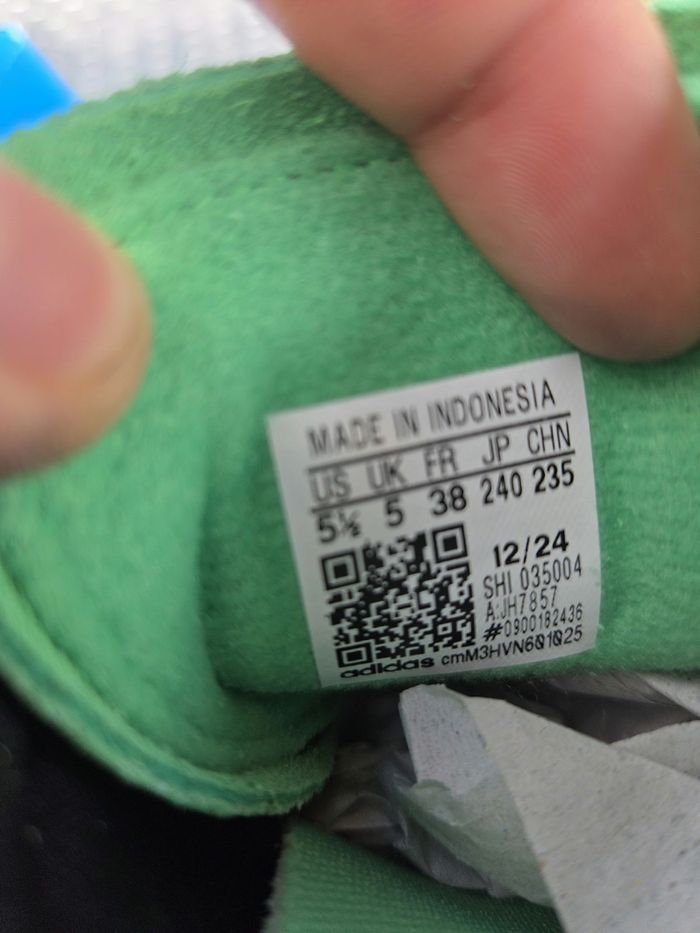 MADE IN INDONESIA
US UK FR JP CHN
5½ 5 38 240 235
12/24
SHI 035004
A:JH7857
#0900182436
adidas cmM3HVN601025